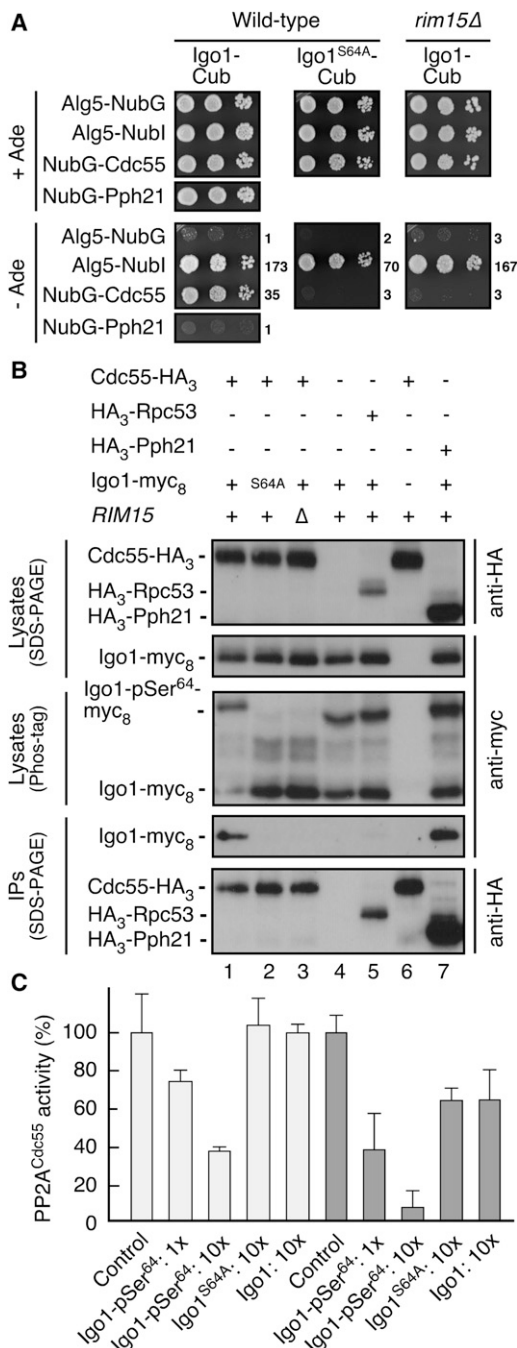 A
Wild-type
rim15Δ
Igo1-Cub
Igo1S64A-Cub
Igo1-Cub
+ Ade
Alg5-NubG
Alg5-NubI
NubG-Cdc55
NubG-Pph21
- Ade
Alg5-NubG 1 2 3
Alg5-NubI 173 70 167
NubG-Cdc55 35 3 3
NubG-Pph21 1
B
Cdc55-HA3 + + + - - + -
HA3-Rpc53 - - - - + - -
HA3-Pph21 - - - - - - +
Igo1-myc8 + S64A + + + - +
RIM15 + + Δ + + + +
Lysates (SDS-PAGE)
Cdc55-HA3 -
HA3-Rpc53 -
HA3-Pph21 -
anti-HA
Igo1-myc8 -
Lysates (Phos-tag)
Igo1-pSer64-myc8 -
Igo1-myc8 -
anti-myc
IPs (SDS-PAGE)
Igo1-myc8 -
Cdc55-HA3 -
HA3-Rpc53 -
HA3-Pph21 -
anti-HA
1 2 3 4 5 6 7
C
PP2ACdc55 activity (%)
100
80
60
40
20
0
Control
Igo1-pSer64: 1x
Igo1-pSer64: 10x
Igo1S64A: 10x
Igo1: 10x
Control
Igo1-pSer64: 1x
Igo1-pSer64: 10x
Igo1S64A: 10x
Igo1: 10x